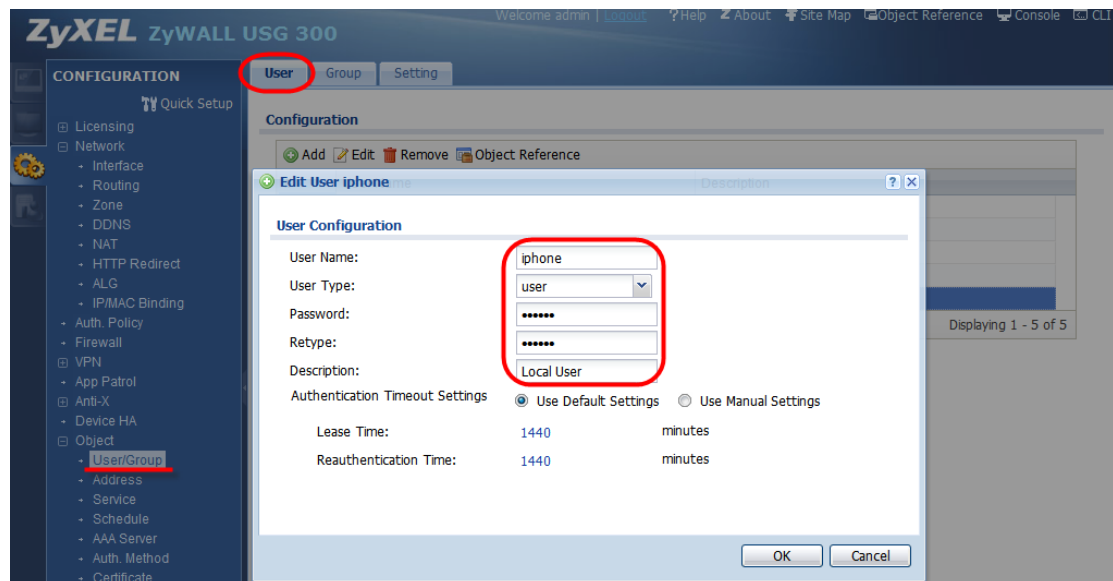 Welcome admin | Logout ?Help Z About Site Map Object Reference Console CLI
ZyXEL ZyWALL USG 300
CONFIGURATION
Quick Setup
Licensing
Network
Interface
Routing
Zone
DDNS
NAT
HTTP Redirect
ALG
IP/MAC Binding
Auth. Policy
Firewall
VPN
App Patrol
Anti-X
Device HA
Object
User/Group
Address
Service
Schedule
AAA Server
Auth. Method
Certificate
User Group Setting
Configuration
Add Edit Remove Object Reference
Description
Edit User iphone
User Configuration
User Name: iphone
User Type: user
Password: ••••••
Retype: ••••••
Description: Local User
Authentication Timeout Settings Use Default Settings Use Manual Settings
Lease Time: 1440 minutes
Reauthentication Time: 1440 minutes
OK Cancel
Displaying 1 - 5 of 5